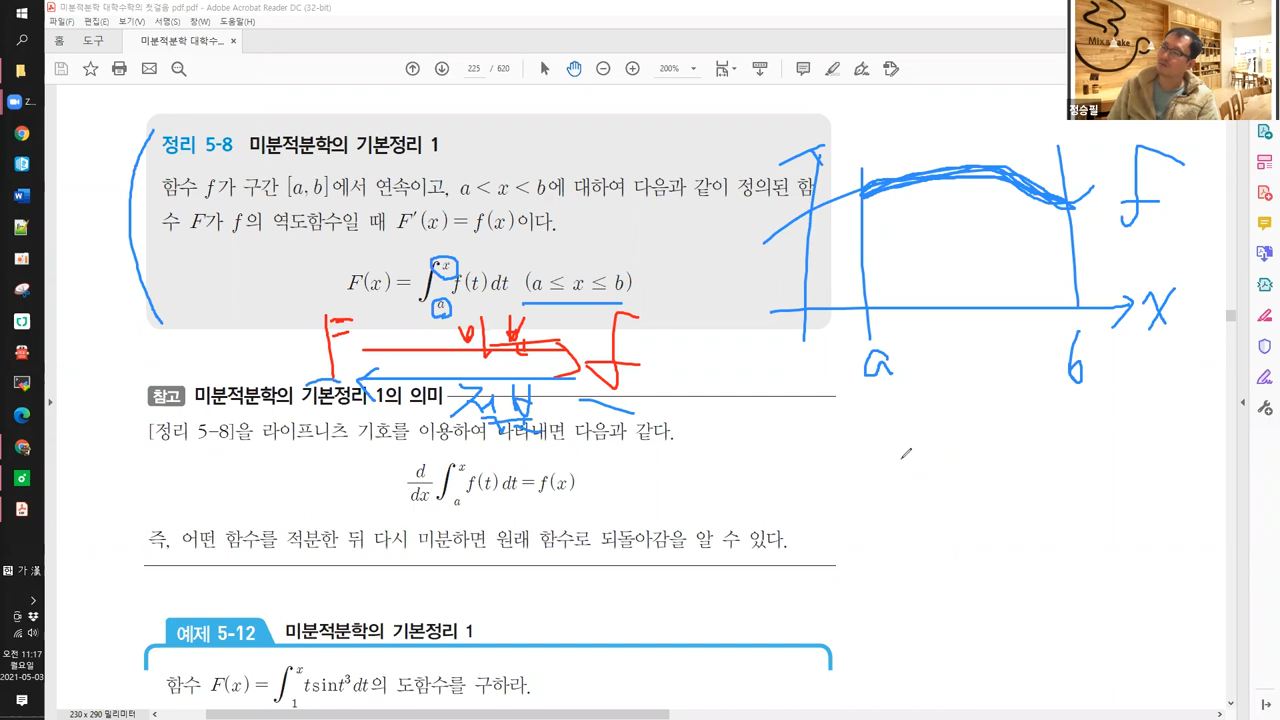 미분적분학 대학수학의 첫걸음 pdf.pdf - Adobe Acrobat Reader DC (32-bit)
파일(F) 편집(E) 보기(V) 서명(S) 창(W) 도움말(H)
홈 도구 미분적분학 대학수... ×
225 / 620 200%
Mix & Bake
정승필
Z...
정리 5-8 미분적분학의 기본정리 1
함수 f가 구간 [a, b]에서 연속이고, a < x < b에 대하여 다음과 같이 정의된 함
수 F가 f의 역도함수일 때 F′(x) = f(x)이다.
F(x) = ∫_a^x f(t) dt (a ≤ x ≤ b)
F 미분 f
적분
f
X
a b
참고 미분적분학의 기본정리 1의 의미
[정리 5-8]을 라이프니츠 기호를 이용하여 나타내면 다음과 같다.
d/dx ∫_a^x f(t) dt = f(x)
즉, 어떤 함수를 적분한 뒤 다시 미분하면 원래 함수로 되돌아감을 알 수 있다.
예제 5-12 미분적분학의 기본정리 1
함수 F(x) = ∫_1^x t sin t³ dt의 도함수를 구하라.
한 가 漢
오전 11:17
월요일
2021-05-03
230 x 290 밀리미터